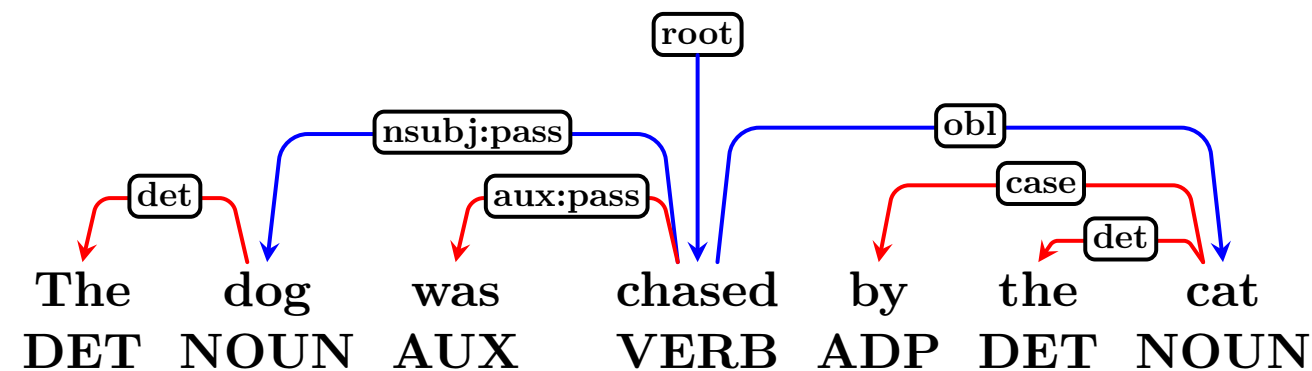 root
nsubj:pass obl
det aux:pass case
det
The dog was chased by the cat
DET NOUN AUX VERB ADP DET NOUN